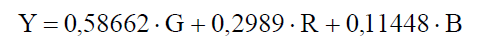 Y = 0,58662 · G + 0,2989 · R + 0,11448 · B